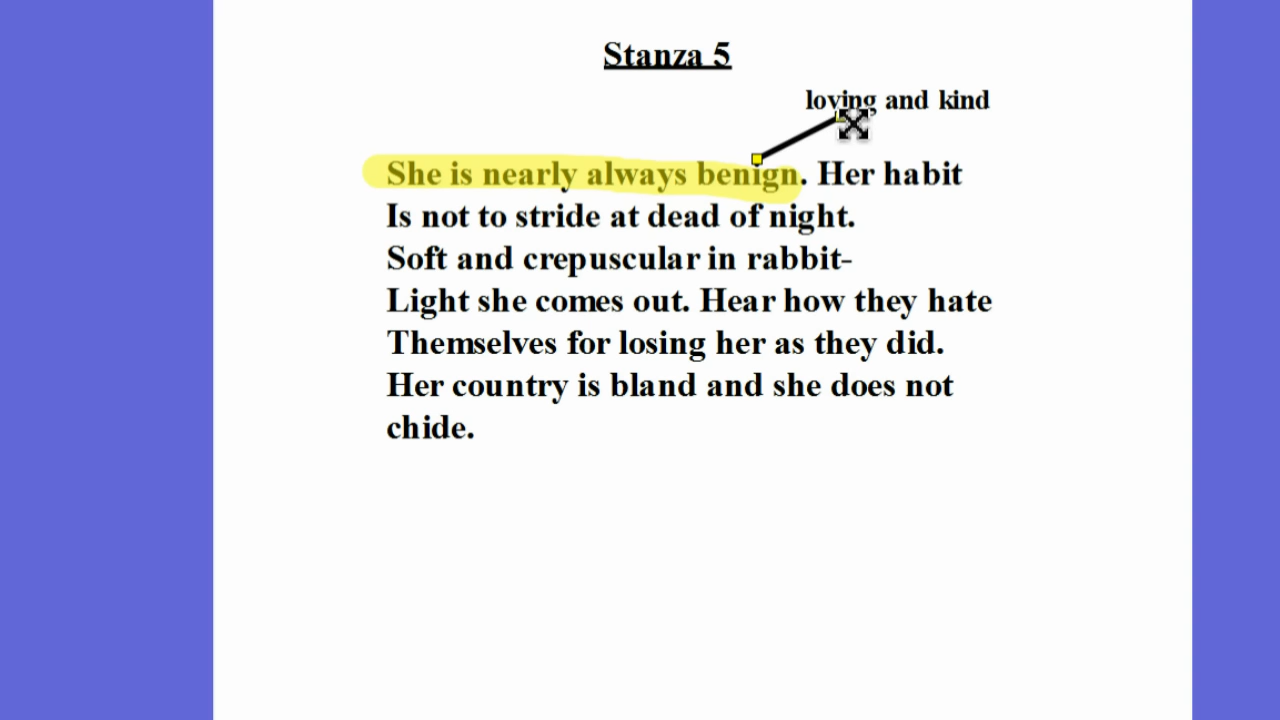 Stanza 5
loving and kind
She is nearly always benign. Her habit
Is not to stride at dead of night.
Soft and crepuscular in rabbit-
Light she comes out. Hear how they hate
Themselves for losing her as they did.
Her country is bland and she does not
chide.